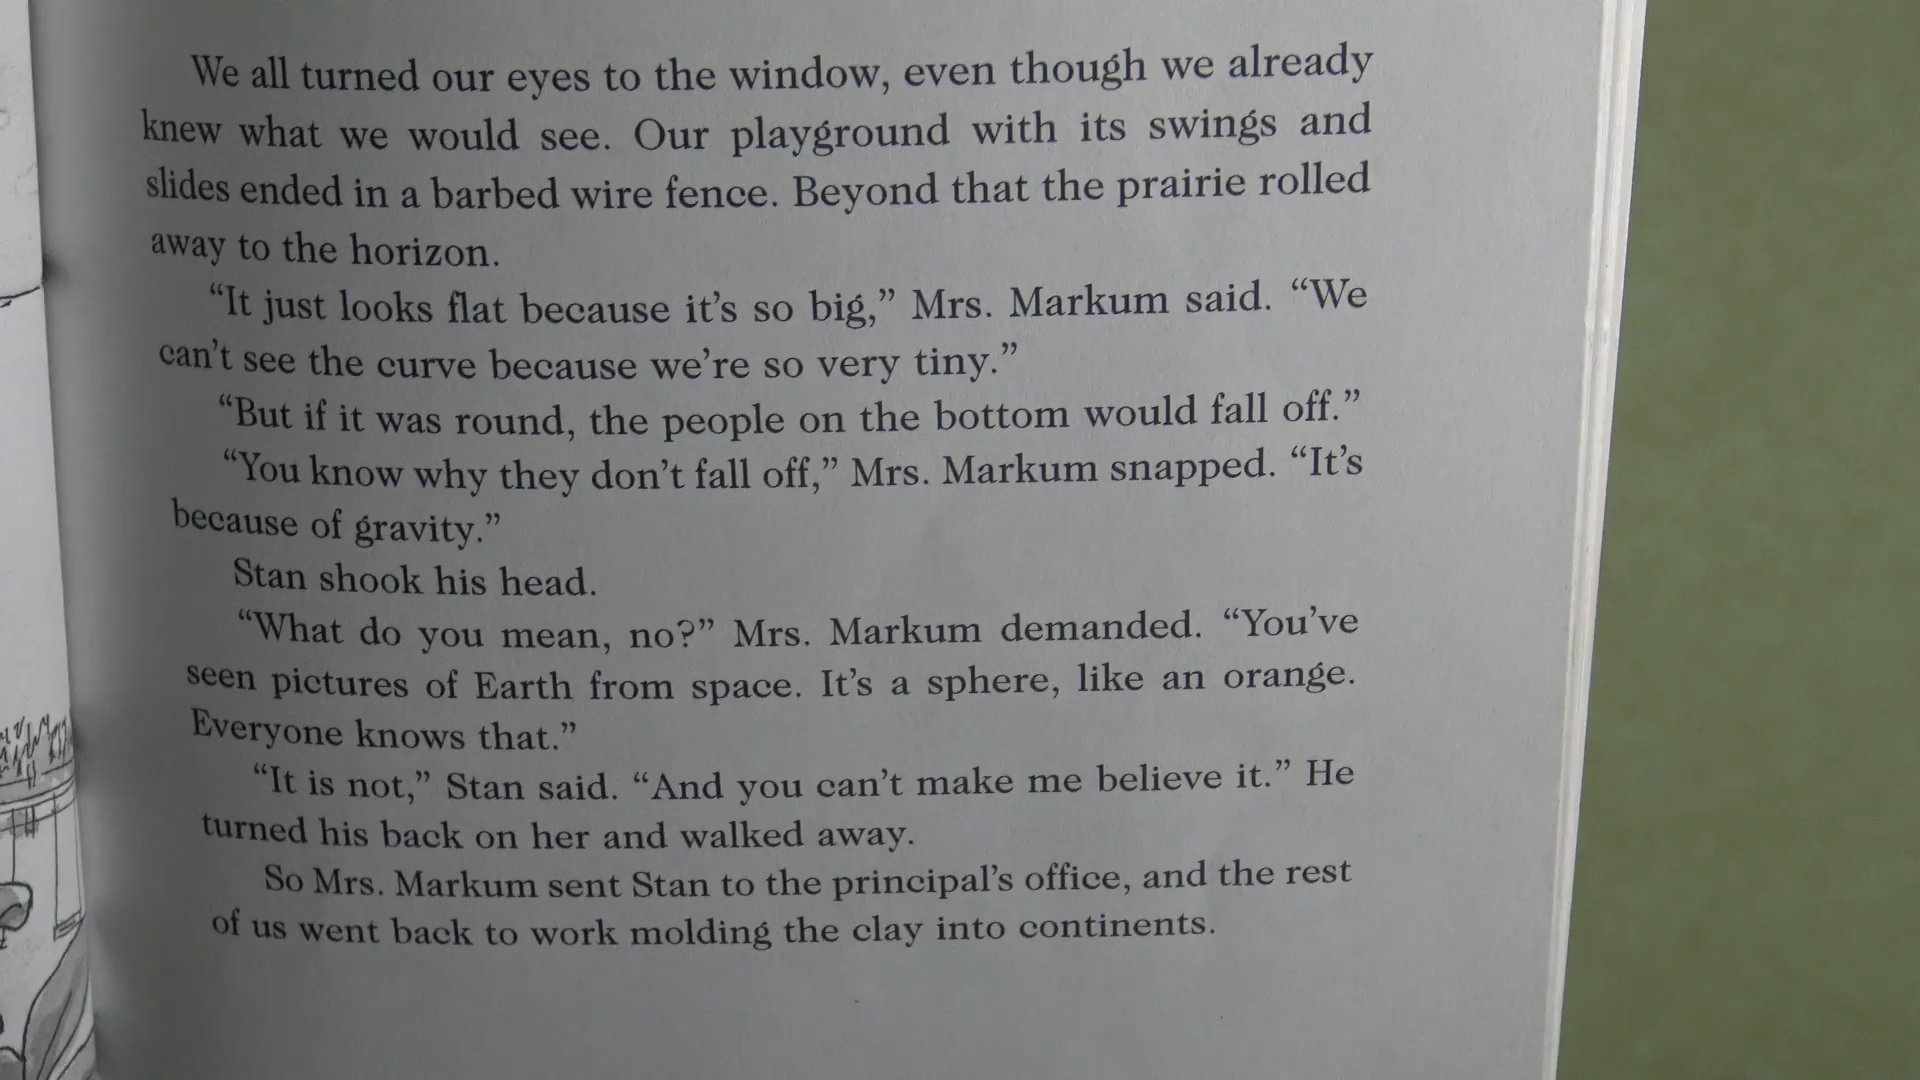 We all turned our eyes to the window, even though we already
knew what we would see. Our playground with its swings and
slides ended in a barbed wire fence. Beyond that the prairie rolled
away to the horizon.
“It just looks flat because it’s so big,” Mrs. Markum said. “We
can’t see the curve because we’re so very tiny.”
“But if it was round, the people on the bottom would fall off.”
“You know why they don’t fall off,” Mrs. Markum snapped. “It’s
because of gravity.”
Stan shook his head.
“What do you mean, no?” Mrs. Markum demanded. “You’ve
seen pictures of Earth from space. It’s a sphere, like an orange.
Everyone knows that.”
“It is not,” Stan said. “And you can’t make me believe it.” He
turned his back on her and walked away.
So Mrs. Markum sent Stan to the principal’s office, and the rest
of us went back to work molding the clay into continents.